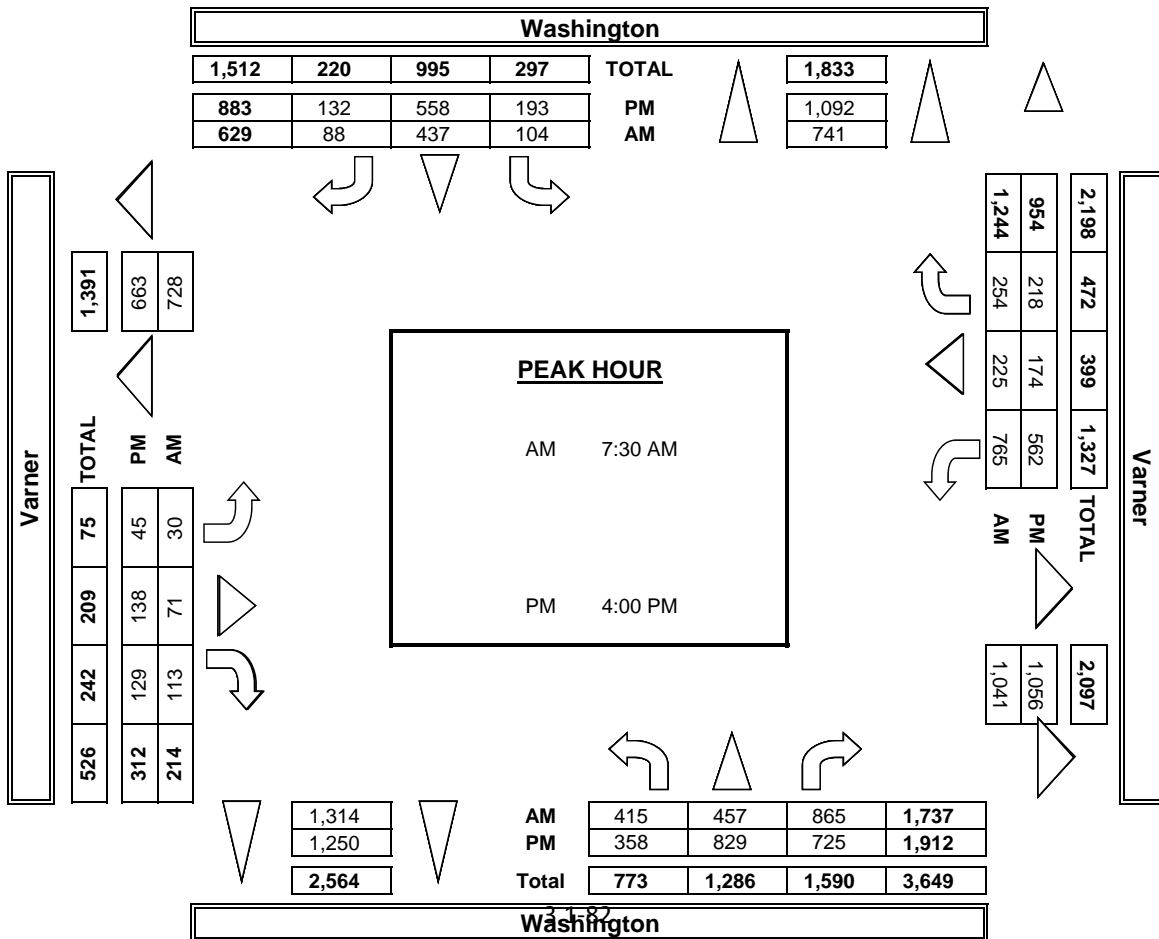 Washington
1,512 220 995 297 TOTAL 1,833
883 132 558 193 PM 1,092
629 88 437 104 AM 741
Varner
1,391
663
728
TOTAL
PM
AM
75 209 242 526
45 138 129 312
30 71 113 214
PEAK HOUR
AM 7:30 AM
PM 4:00 PM
2,198 472 399 1,327 TOTAL
954 218 174 562 PM
1,244 254 225 765 AM
2,097
1,056
1,041
Varner
1,314 AM 415 457 865 1,737
1,250 PM 358 829 725 1,912
2,564 Total 773 1,286 1,590 3,649
3.1-82
Washington